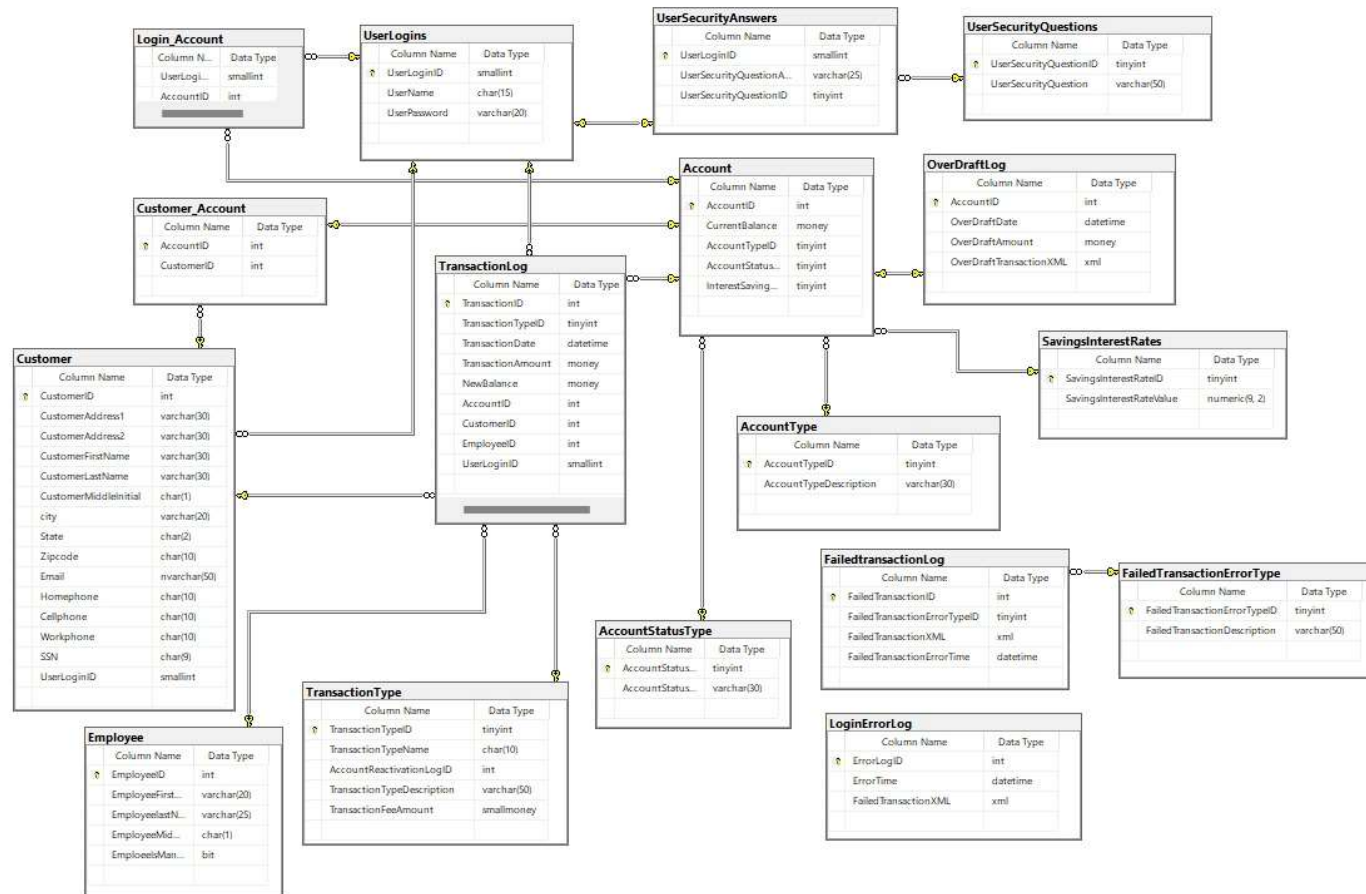 Login_Account
Column N... Data Type
UserLogi... smallint
AccountID int
UserLogins
Column Name Data Type
UserLoginID smallint
UserName char(15)
UserPassword varchar(20)
UserSecurityAnswers
Column Name Data Type
UserLoginID smallint
UserSecurityQuestionA... varchar(25)
UserSecurityQuestionID tinyint
UserSecurityQuestions
Column Name Data Type
UserSecurityQuestionID tinyint
UserSecurityQuestion varchar(50)
Customer_Account
Column Name Data Type
AccountID int
CustomerID int
Account
Column Name Data Type
AccountID int
CurrentBalance money
AccountTypeID tinyint
AccountStatus... tinyint
InterestSaving... tinyint
OverDraftLog
Column Name Data Type
AccountID int
OverDraftDate datetime
OverDraftAmount money
OverDraftTransactionXML xml
TransactionLog
Column Name Data Type
TransactionID int
TransactionTypeID tinyint
TransactionDate datetime
TransactionAmount money
NewBalance money
AccountID int
CustomerID int
EmployeeID int
UserLoginID smallint
Customer
Column Name Data Type
CustomerID int
CustomerAddress1 varchar(30)
CustomerAddress2 varchar(30)
CustomerFirstName varchar(30)
CustomerLastName varchar(30)
CustomerMiddleInitial char(1)
city varchar(20)
State char(2)
Zipcode char(10)
Email nvarchar(50)
Homephone char(10)
Cellphone char(10)
Workphone char(10)
SSN char(9)
UserLoginID smallint
SavingsInterestRates
Column Name Data Type
SavingsInterestRateID tinyint
SavingsInterestRateValue numeric(9, 2)
AccountType
Column Name Data Type
AccountTypeID tinyint
AccountTypeDescription varchar(30)
FailedtransactionLog
Column Name Data Type
FailedTransactionID int
FailedTransactionErrorTypeID tinyint
FailedTransactionXML xml
FailedTransactionErrorTime datetime
FailedTransactionErrorType
Column Name Data Type
FailedTransactionErrorTypeID tinyint
FailedTransactionDescription varchar(50)
AccountStatusType
Column Name Data Type
AccountStatus... tinyint
AccountStatus... varchar(30)
TransactionType
Column Name Data Type
TransactionTypeID tinyint
TransactionTypeName char(10)
AccountReactivationLogID int
TransactionTypeDescription varchar(50)
TransactionFeeAmount smallmoney
LoginErrorLog
Column Name Data Type
ErrorLogID int
ErrorTime datetime
FailedTransactionXML xml
Employee
Column Name Data Type
EmployeeID int
EmployeeFirst... varchar(20)
EmployeelastN... varchar(25)
EmployeeMid... char(1)
EmploeeIsMan... bit